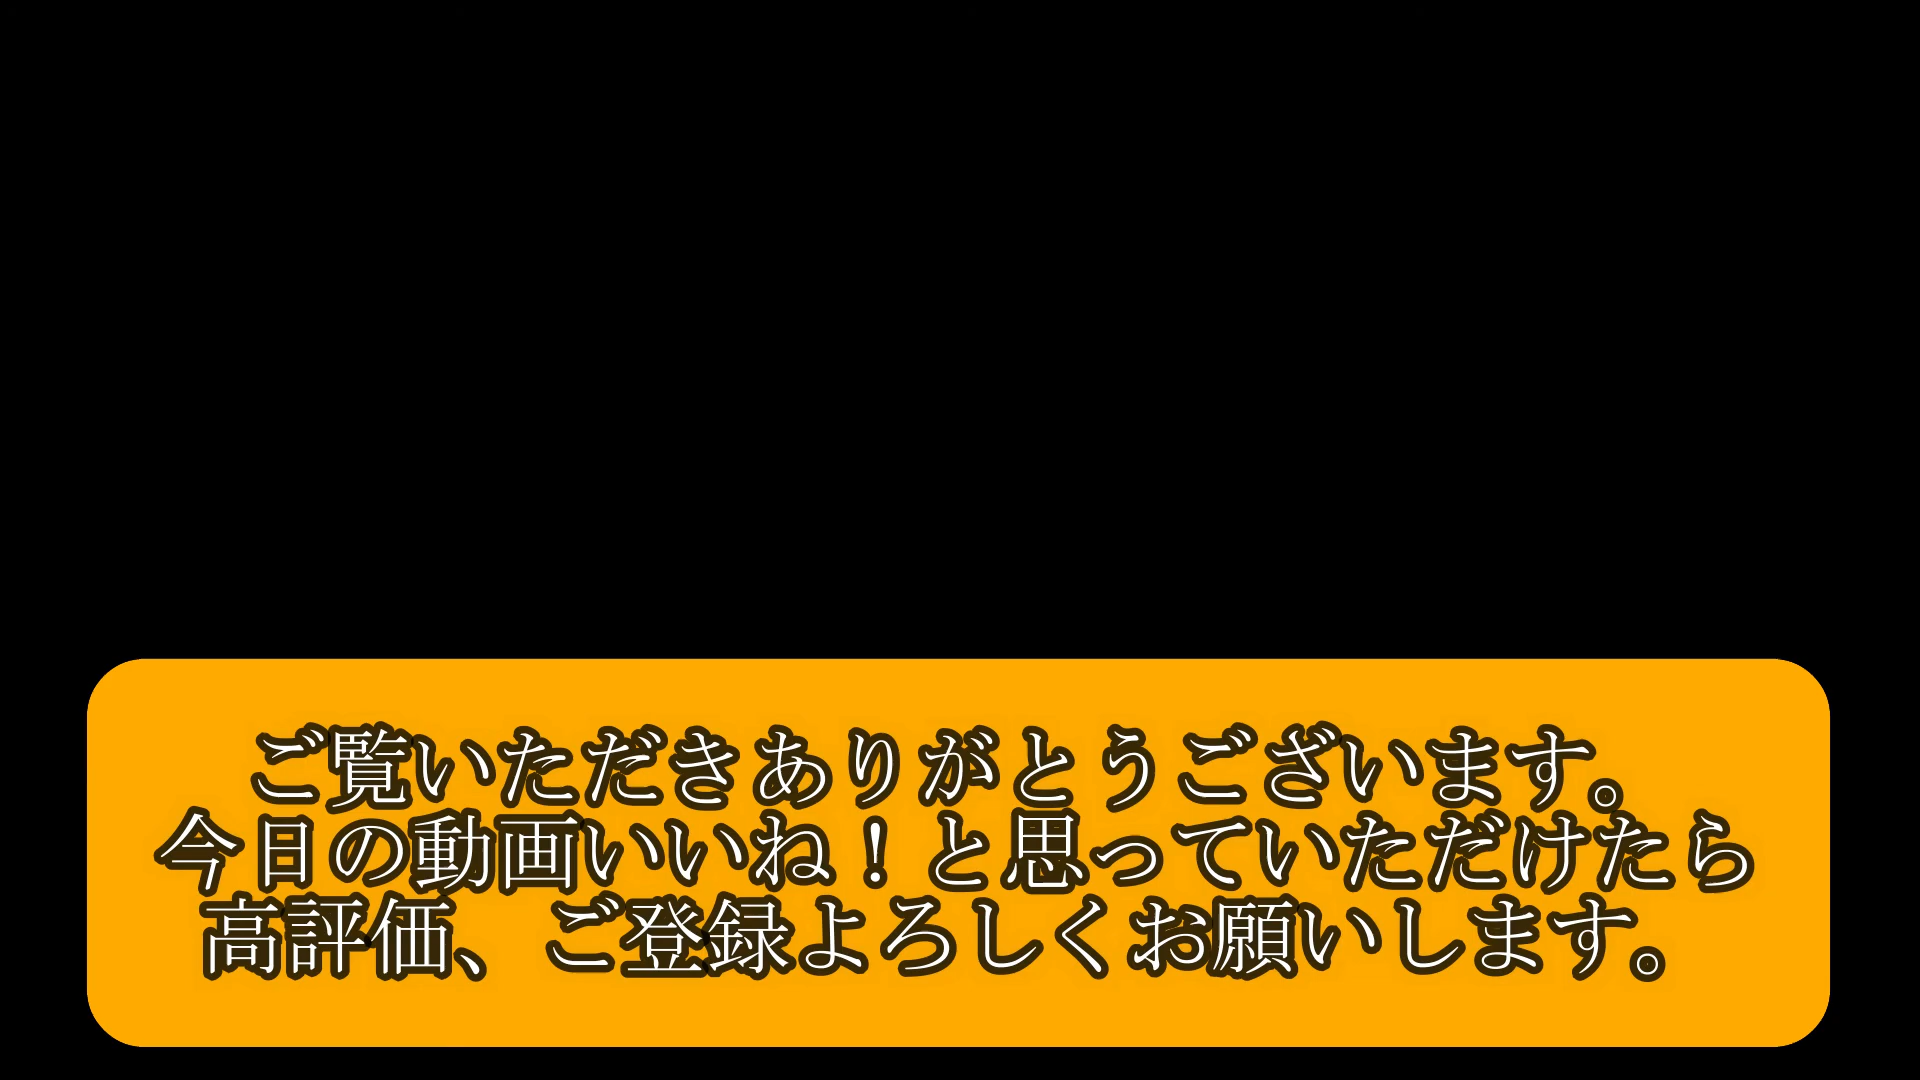 ご覧いただきありがとうございます。
今日の動画いいね！と思っていただけたら
高評価、ご登録よろしくお願いします。